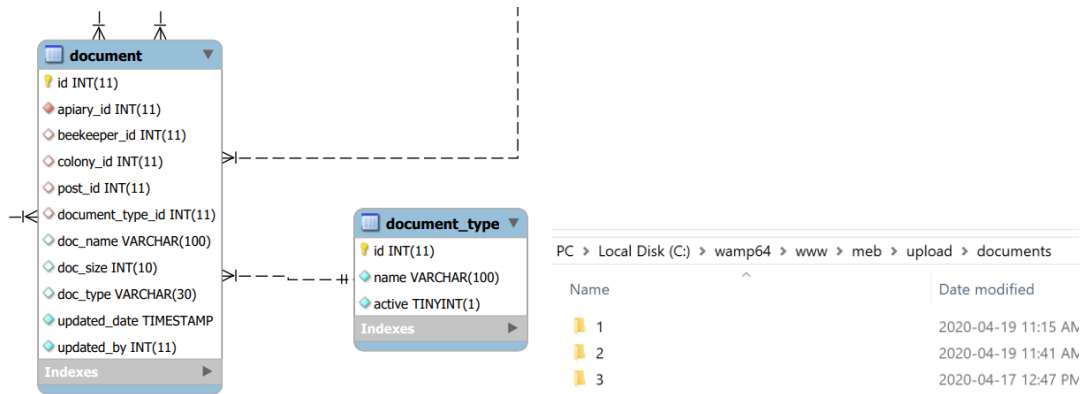 document
id INT(11)
apiary_id INT(11)
beekeeper_id INT(11)
colony_id INT(11)
post_id INT(11)
document_type_id INT(11)
doc_name VARCHAR(100)
doc_size INT(10)
doc_type VARCHAR(30)
updated_date TIMESTAMP
updated_by INT(11)
Indexes
document_type
id INT(11)
name VARCHAR(100)
active TINYINT(1)
Indexes
PC > Local Disk (C:) > wamp64 > www > meb > upload > documents
Name Date modified
1 2020-04-19 11:15 AM
2 2020-04-19 11:41 AM
3 2020-04-17 12:47 PM